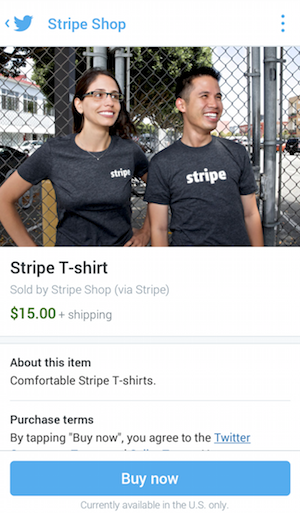 Stripe Shop
stripe
stripe
Stripe T-shirt
Sold by Stripe Shop (via Stripe)
$15.00 + shipping
About this item
Comfortable Stripe T-shirts.
Purchase terms
By tapping "Buy now", you agree to the Twitter
Buy now
Currently available in the U.S. only.